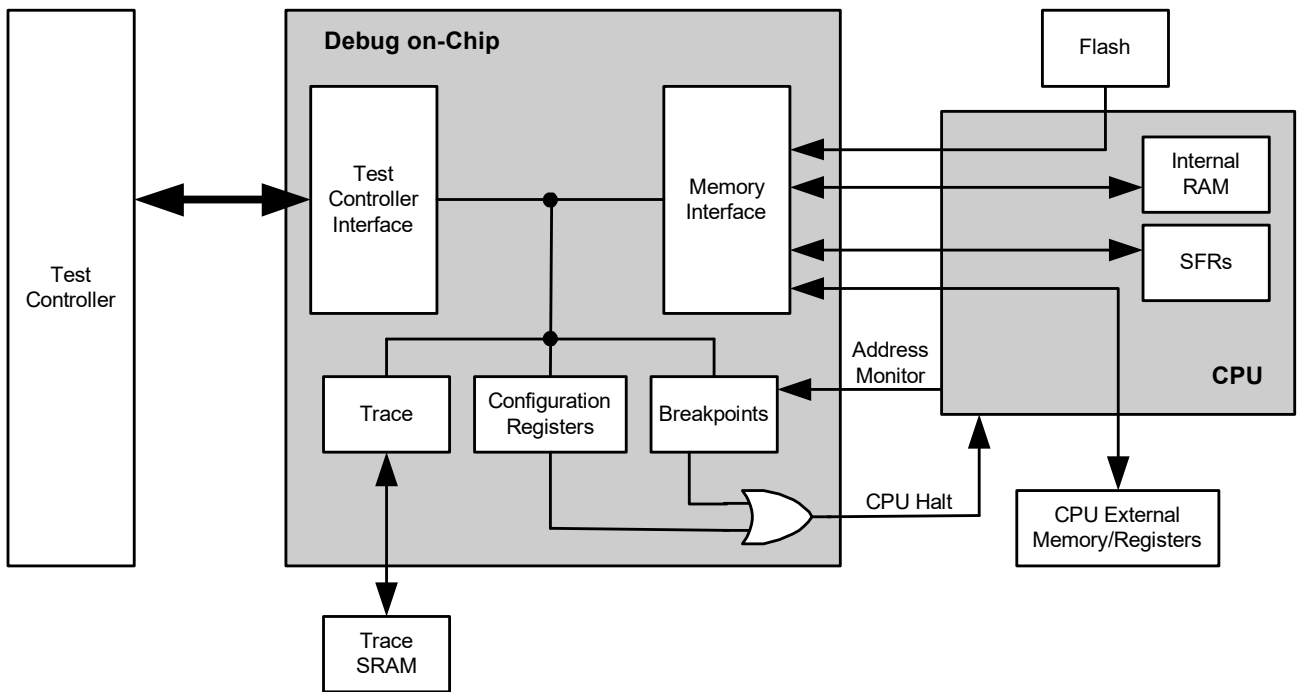 Debug on-Chip
Flash
Test
Controller
Interface
Memory
Interface
Internal
RAM
SFRs
Test
Controller
Address
Monitor
CPU
Trace
Configuration
Registers
Breakpoints
CPU Halt
CPU External
Memory/Registers
Trace
SRAM